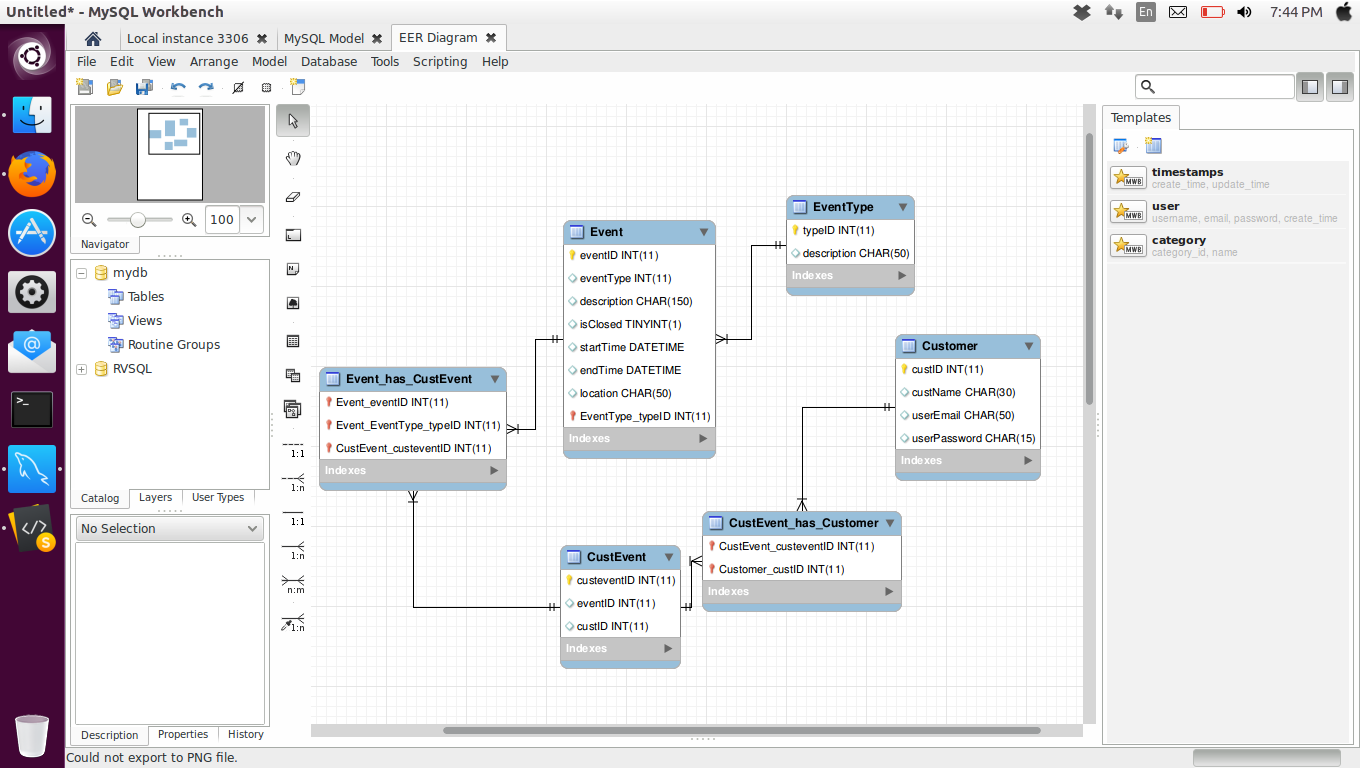 Untitled* - MySQL Workbench
En
7:44 PM
Local instance 3306
MySQL Model
EER Diagram
File Edit View Arrange Model Database Tools Scripting Help
100
Navigator
mydb
Tables
Views
Routine Groups
RVSQL
Catalog Layers User Types
No Selection
Description Properties History
1:1
1:n
1:1
1:n
n:m
1:n
Event
eventID INT(11)
eventType INT(11)
description CHAR(150)
isClosed TINYINT(1)
startTime DATETIME
endTime DATETIME
location CHAR(50)
EventType_typeID INT(11)
Indexes
EventType
typeID INT(11)
description CHAR(50)
Indexes
Event_has_CustEvent
Event_eventID INT(11)
Event_EventType_typeID INT(11)
CustEvent_custeventID INT(11)
Indexes
Customer
custID INT(11)
custName CHAR(30)
userEmail CHAR(50)
userPassword CHAR(15)
Indexes
CustEvent_has_Customer
CustEvent_custeventID INT(11)
Customer_custID INT(11)
Indexes
CustEvent
custeventID INT(11)
eventID INT(11)
custID INT(11)
Indexes
Templates
MWB
timestamps
create_time, update_time
MWB
user
username, email, password, create_time
MWB
category
category_id, name
Could not export to PNG file.